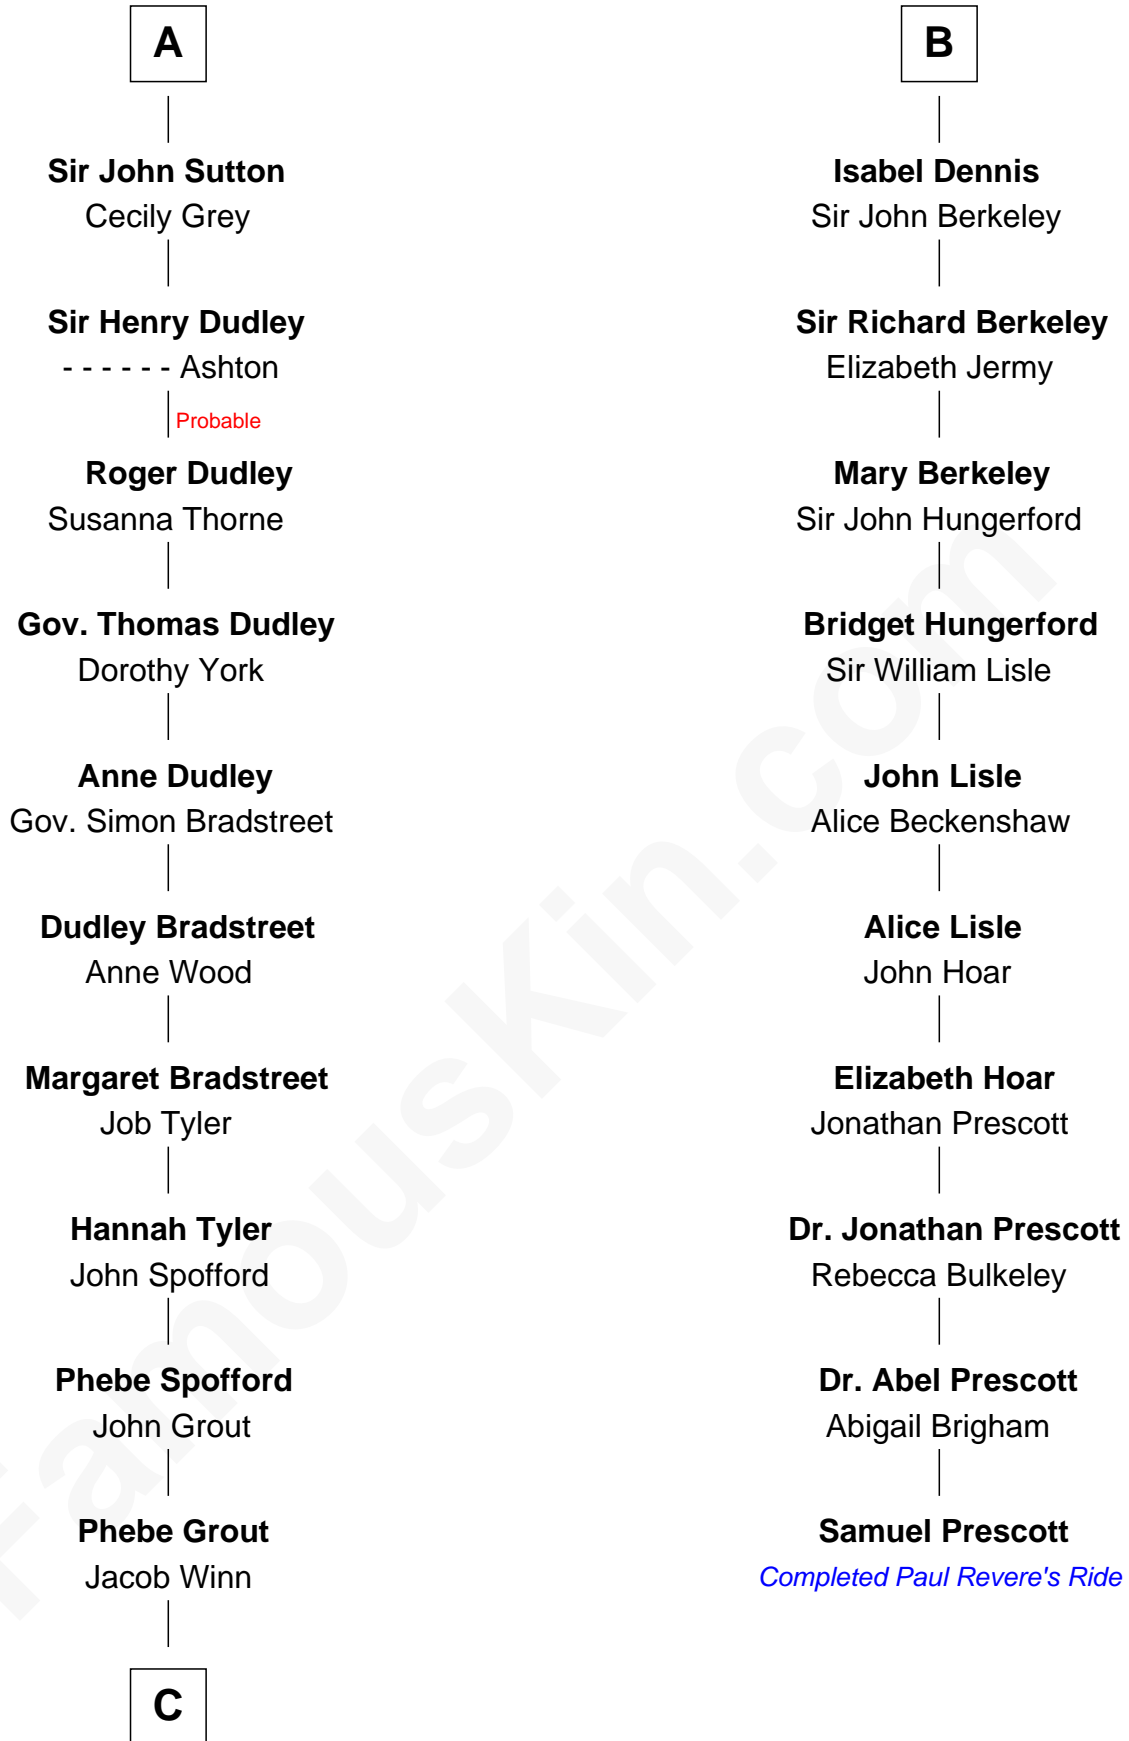 A
Sir John Sutton
Cecily Grey
Sir Henry Dudley
- - - - - - Ashton
Probable
Roger Dudley
Susanna Thorne
Gov. Thomas Dudley
Dorothy York
Anne Dudley
Gov. Simon Bradstreet
Dudley Bradstreet
Anne Wood
Margaret Bradstreet
Job Tyler
Hannah Tyler
John Spofford
Phebe Spofford
John Grout
Phebe Grout
Jacob Winn
C
B
Isabel Dennis
Sir John Berkeley
Sir Richard Berkeley
Elizabeth Jermy
Mary Berkeley
Sir John Hungerford
Bridget Hungerford
Sir William Lisle
John Lisle
Alice Beckenshaw
Alice Lisle
John Hoar
Elizabeth Hoar
Jonathan Prescott
Dr. Jonathan Prescott
Rebecca Bulkeley
Dr. Abel Prescott
Abigail Brigham
Samuel Prescott
Completed Paul Revere's Ride
FamousKin.com